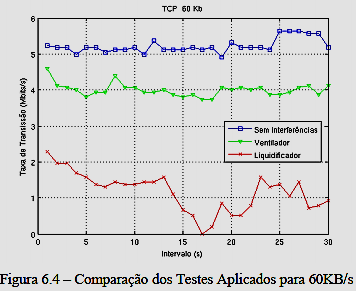 TCP 60 Kb
6
5
4
3
2
1
0
Taxa de Transmissão (Mbits/s)
Sem Interferências
Ventilador
Liquidificador
0 5 10 15 20 25 30
Intervalo (s)
Figura 6.4 – Comparação dos Testes Aplicados para 60KB/s